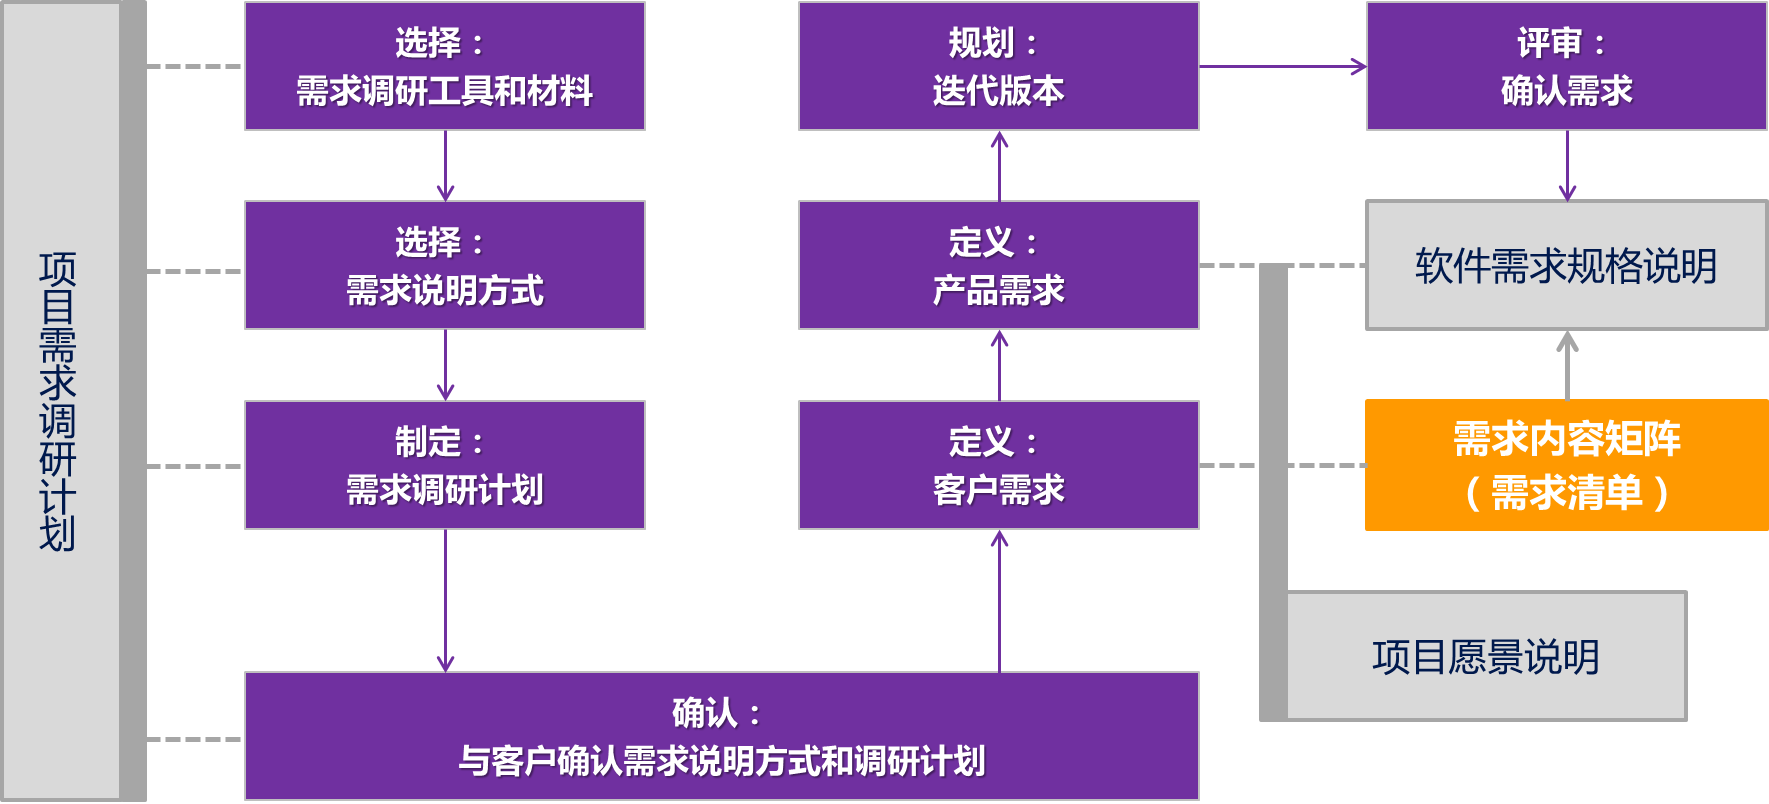 项目需求调研计划
选择：
需求调研工具和材料
选择：
需求说明方式
制定：
需求调研计划
确认：
与客户确认需求说明方式和调研计划
定义：
客户需求
定义：
产品需求
规划：
迭代版本
评审：
确认需求
软件需求规格说明
需求内容矩阵
（需求清单）
项目愿景说明